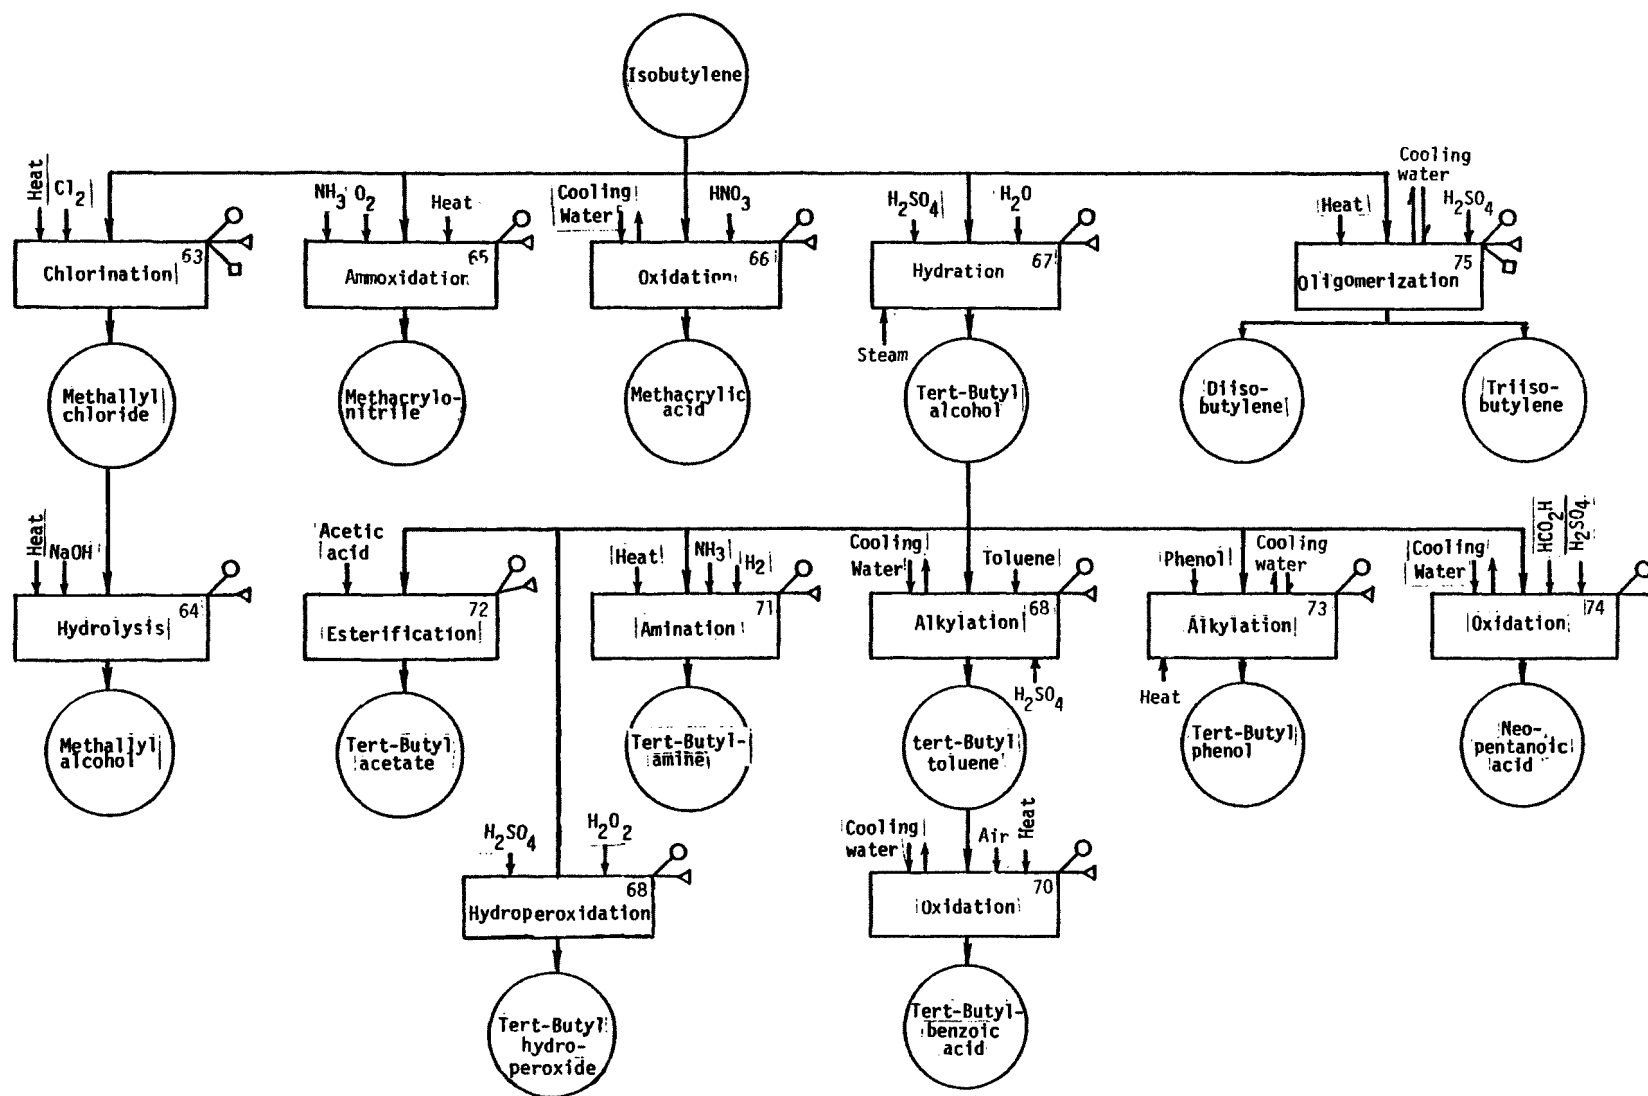 Isobutylene
Heat
Cl2
NH3 O2
Heat
Cooling
Water
HNO3
H2SO4
H2O
Heat
Cooling
water
H2SO4
63
Chlorination
65
Ammoxidation
66
Oxidation
67
Hydration
75
Oligomerization
Steam
Methallyl
chloride
Methacrylo-
nitrile
Methacrylic
acid
Tert-Butyl
alcohol
Diiso-
butylene
Triiso-
butylene
Heat
NaOH
Acetic
acid
Heat
NH3
H2
Cooling
Water
Toluene
Phenol
Cooling
water
Cooling
Water
HCO2H
H2SO4
64
Hydrolysis
72
Esterification
71
Amination
68
Alkylation
73
Alkylation
74
Oxidation
H2SO4
Heat
Methallyl
alcohol
Tert-Butyl
acetate
Tert-Butyl-
amine
tert-Butyl
toluene
Tert-Butyl
phenol
Neo-
pentanoic
acid
H2SO4
H2O2
Cooling
water
Air
Heat
68
Hydroperoxidation
70
Oxidation
Tert-Butyl
hydro-
peroxide
Tert-Butyl-
benzoic
acid